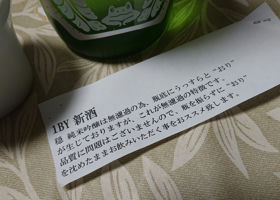 1BY 新酒
隠 純米吟醸は無濾過の為、瓶底にうっすらと“おり”
が生じておりますが、これが無濾過の特徴です。
品質に問題はございませんので、瓶を振らずに“おり”
を沈めたままお飲みいただく事をおススメ致します。